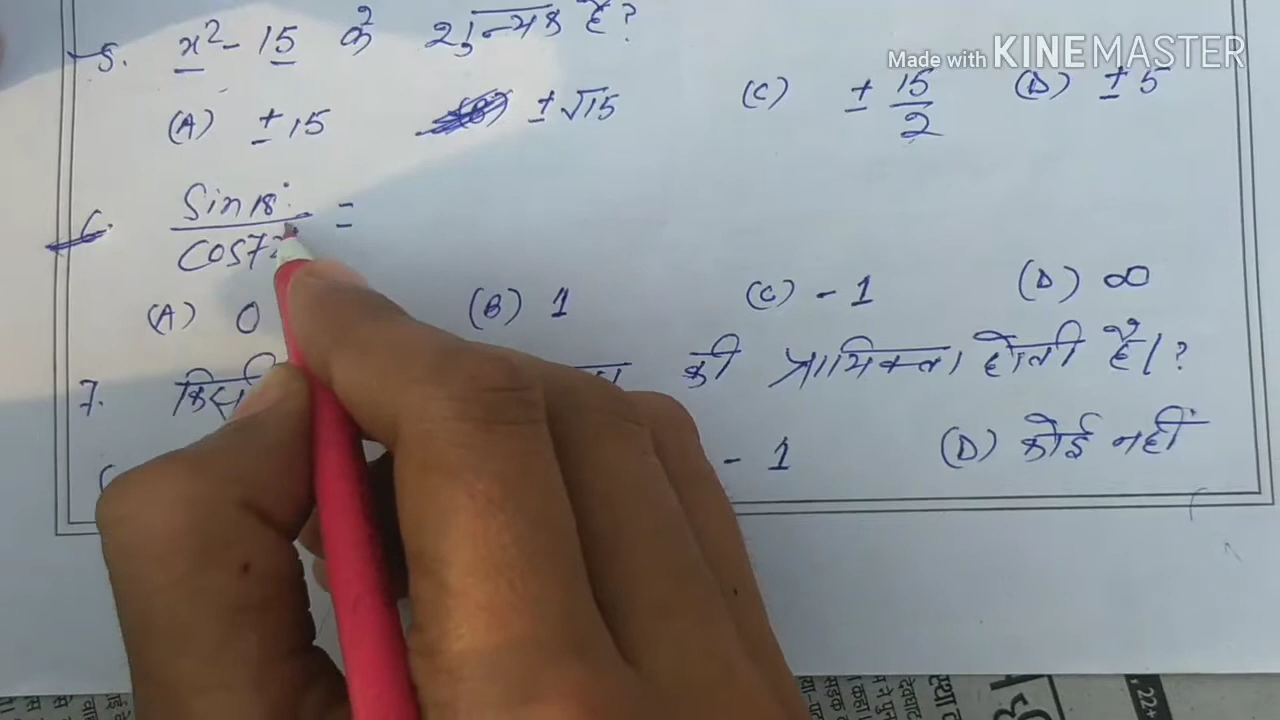 5. x² - 15 के शून्यक हैं?
Made with KINEMASTER
(A) ± 15 (B) ± √15 (C) ± 15/2 (D) ± 5
6. Sin18° / COS7 =
(A) 0 (B) 1 (C) - 1 (D) ∞
7. किसी की प्रायिकता होती है।?
- 1 (D) कोई नहीं